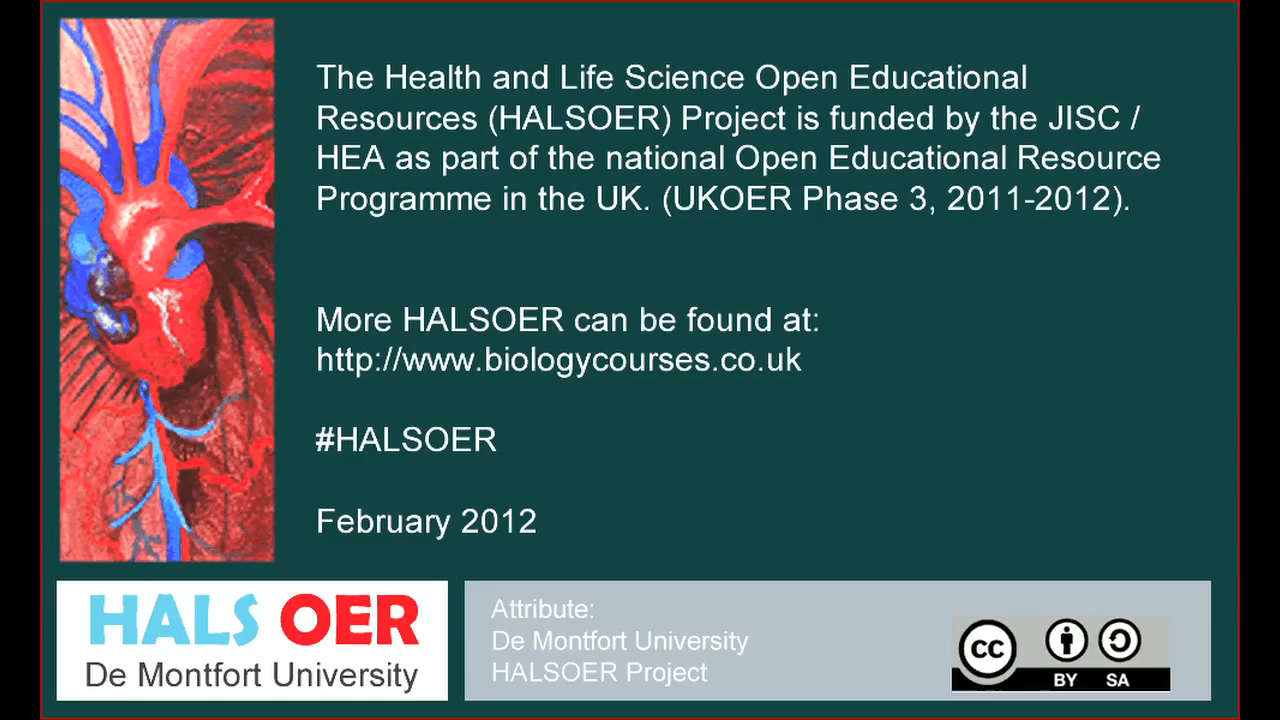 The Health and Life Science Open Educational
Resources (HALSOER) Project is funded by the JISC /
HEA as part of the national Open Educational Resource
Programme in the UK. (UKOER Phase 3, 2011-2012).
More HALSOER can be found at:
http://www.biologycourses.co.uk
#HALSOER
February 2012
HALS OER
De Montfort University
Attribute:
De Montfort University
HALSOER Project
CC
BY SA